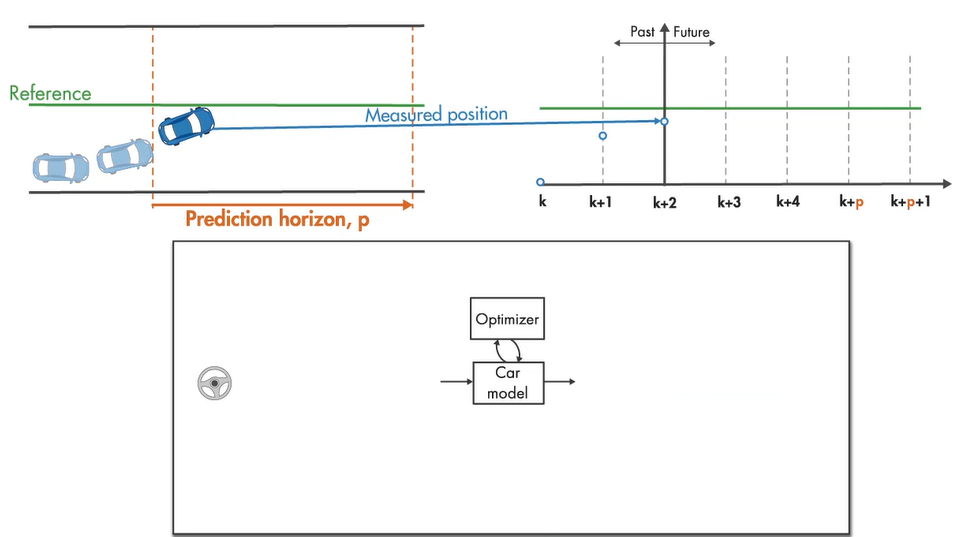 Past Future
Reference
Measured position
k k+1 k+2 k+3 k+4 k+p k+p+1
Prediction horizon, p
Optimizer
Car
model